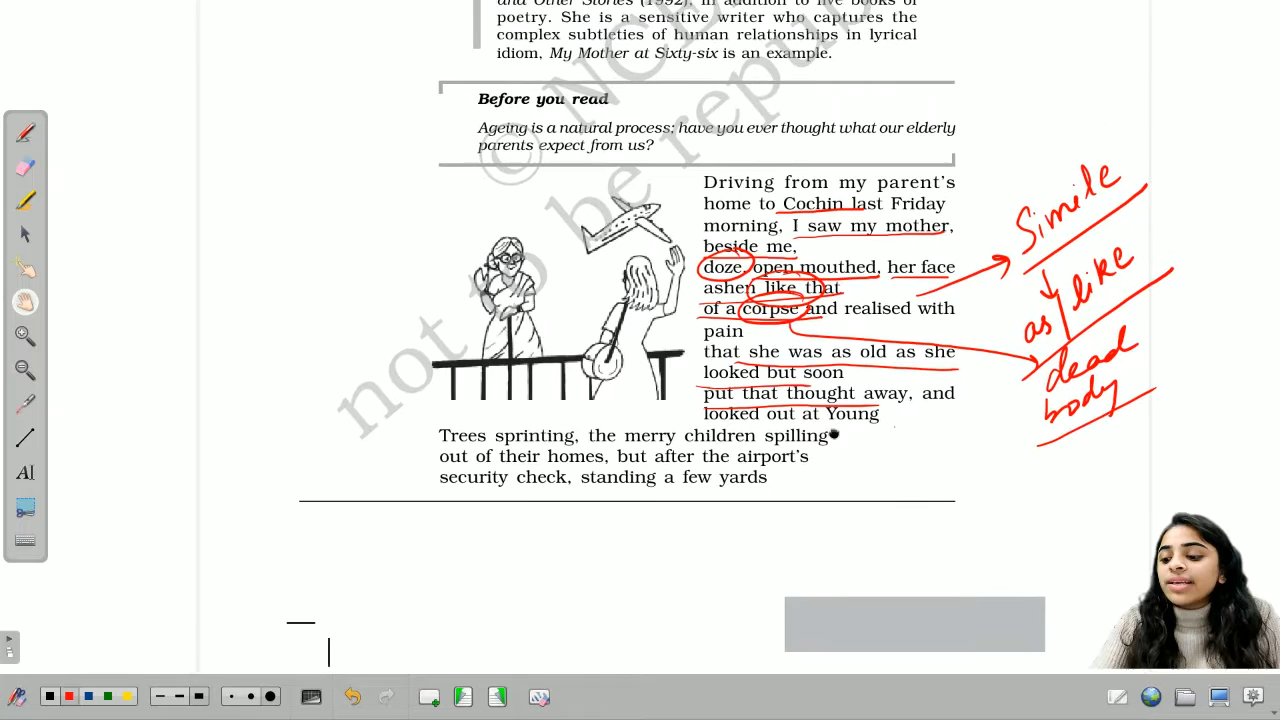 and Other Stories (1992), in addition to five books of
poetry. She is a sensitive writer who captures the
complex subtleties of human relationships in lyrical
idiom, My Mother at Sixty-six is an example.
Before you read
Ageing is a natural process; have you ever thought what our elderly
parents expect from us?
Driving from my parent's
home to Cochin last Friday
morning, I saw my mother,
beside me,
doze, open mouthed, her face
ashen like that
of a corpse and realised with
pain
that she was as old as she
looked but soon
put that thought away, and
looked out at Young
Trees sprinting, the merry children spilling
out of their homes, but after the airport's
security check, standing a few yards
Simile
as / like
dead
body
© NCE
not to be repub
AI